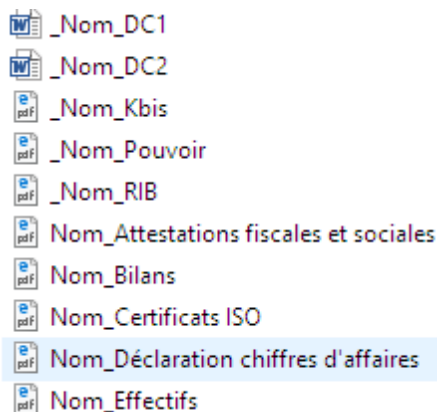 _Nom_DC1
_Nom_DC2
_Nom_Kbis
_Nom_Pouvoir
_Nom_RIB
Nom_Attestations fiscales et sociales
Nom_Bilans
Nom_Certificats ISO
Nom_Déclaration chiffres d'affaires
Nom_Effectifs